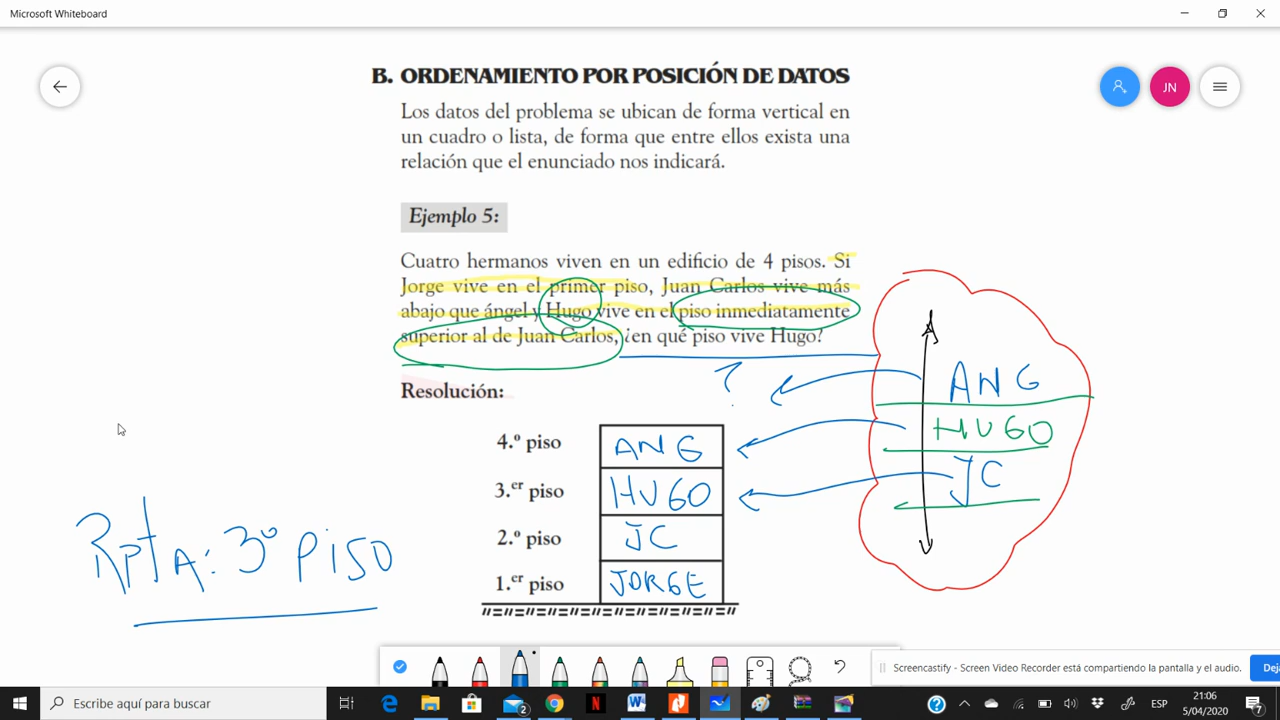 Microsoft Whiteboard
B. ORDENAMIENTO POR POSICIÓN DE DATOS
JN
Los datos del problema se ubican de forma vertical en
un cuadro o lista, de forma que entre ellos exista una
relación que el enunciado nos indicará.
Ejemplo 5:
Cuatro hermanos viven en un edificio de 4 pisos. Si
Jorge vive en el primer piso, Juan Carlos vive más
abajo que ángel y Hugo vive en el piso inmediatamente
superior al de Juan Carlos, ¿en qué piso vive Hugo?
?
ANG
HUGO
JC
Resolución:
4.º piso ANG
3.er piso HUGO
2.º piso JC
1.er piso JORGE
RptA: 3º piso
Screencastify - Screen Video Recorder está compartiendo la pantalla y el audio.
Deja
Escribe aquí para buscar
2
W
ESP
21:06
5/04/2020
7